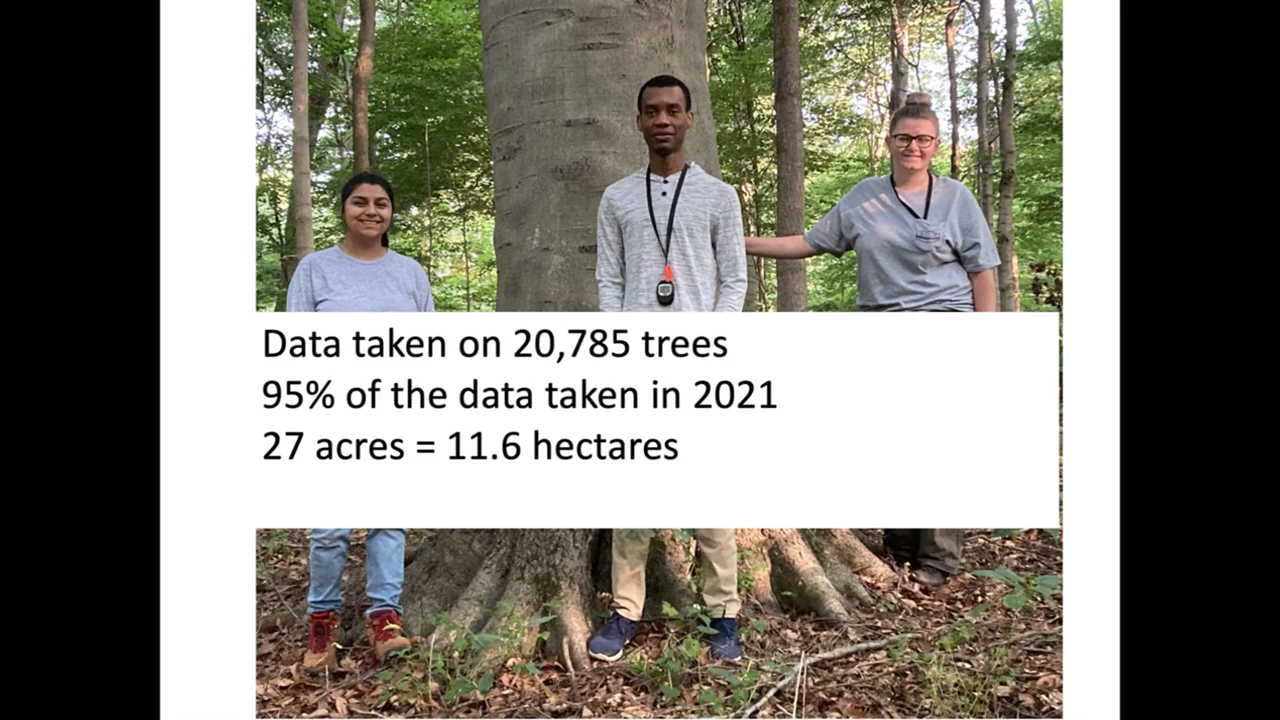 Data taken on 20,785 trees
95% of the data taken in 2021
27 acres = 11.6 hectares